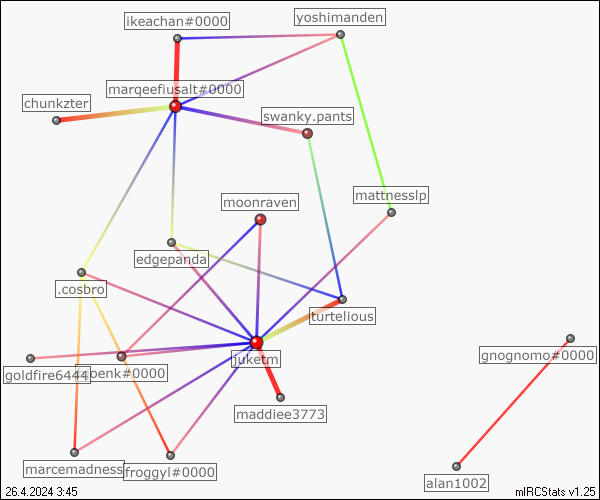 ikeachan#0000
yoshimanden
marqeefiusalt#0000
chunkzter
swanky.pants
mattnesslp
moonraven
edgepanda
.cosbro
turtelious
juketm
gnognomo#0000
goldfire6444
oenk#0000
maddiee3773
marcemadness
froggyl#0000
alan1002
26.4.2024 3:45
mIRCStats v1.25